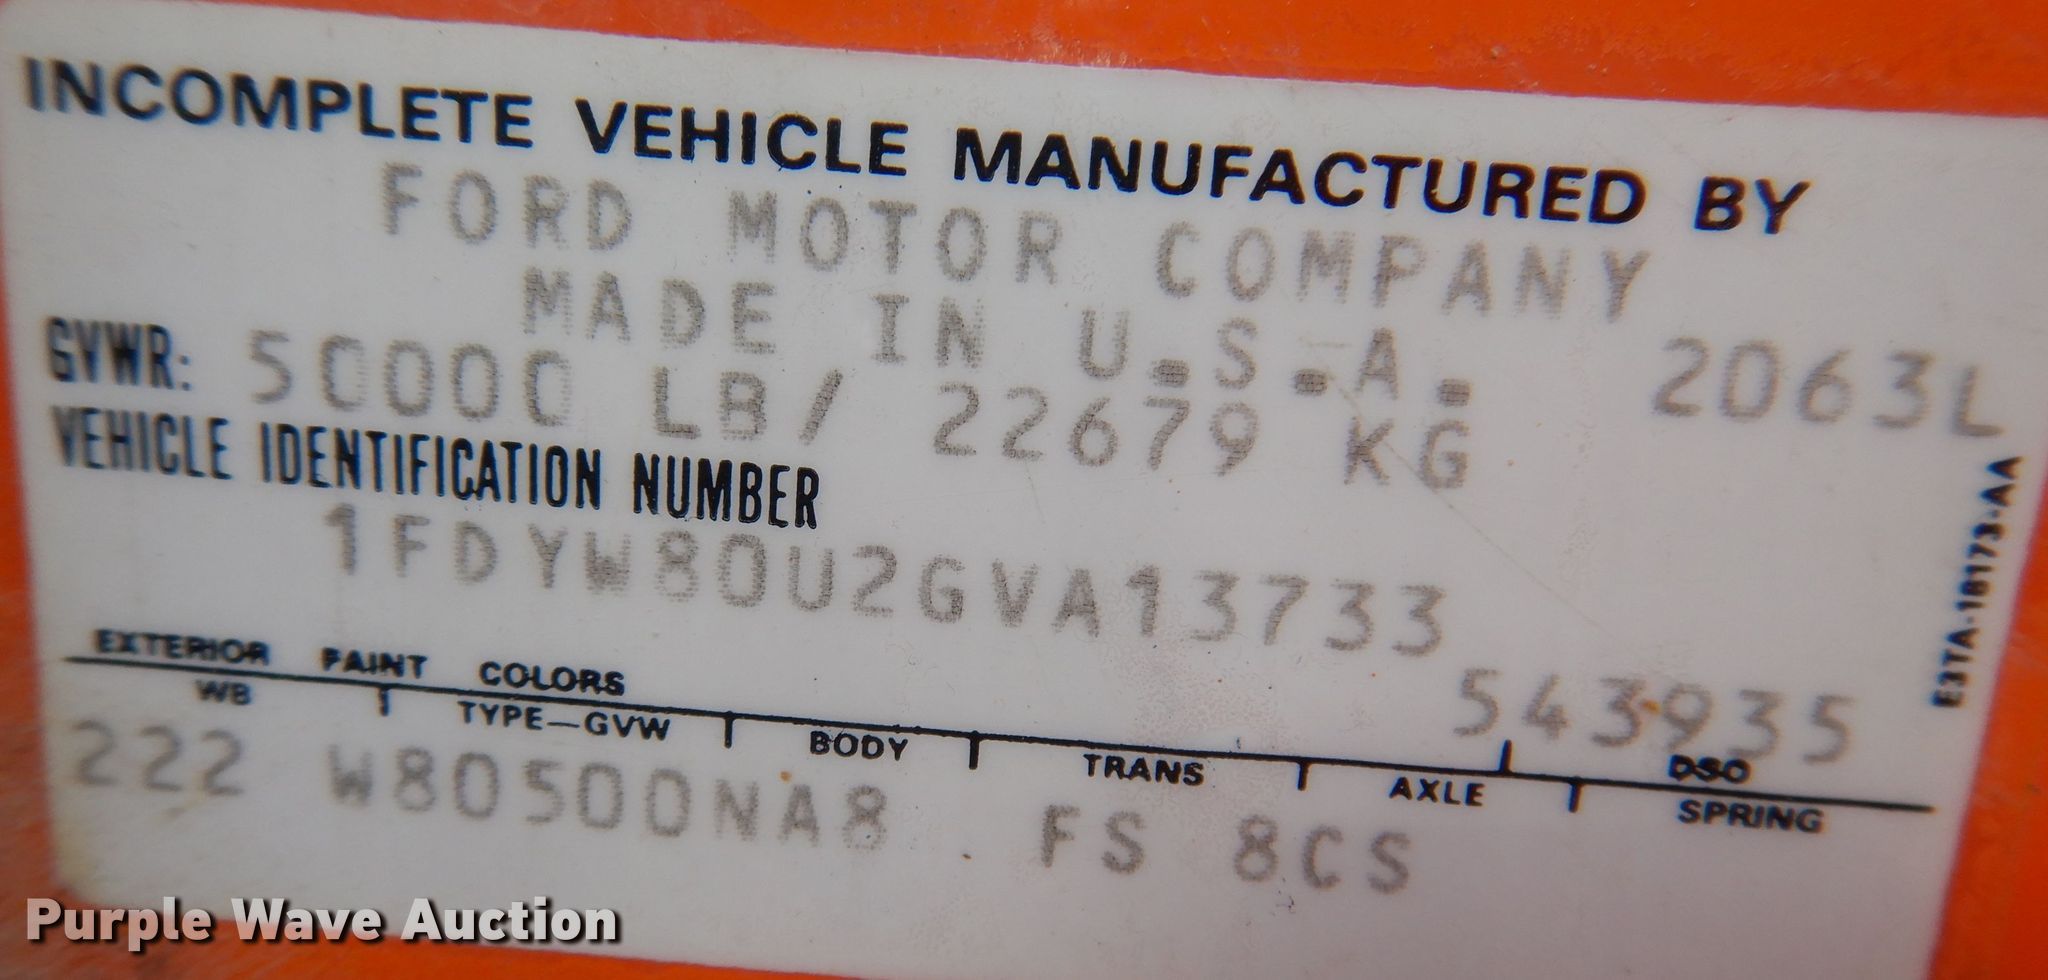 INCOMPLETE VEHICLE MANUFACTURED BY
FORD MOTOR COMPANY
MADE IN U.S.A.
GVWR: 50000 LB/ 22679 KG 2063L
VEHICLE IDENTIFICATION NUMBER
1FDYW80U2GVA13733
E3TA-18173-AA
543935
EXTERIOR PAINT COLORS DSO
WB TYPE—GVW BODY TRANS AXLE SPRING
222 W80500NA8 FS 8CS
Purple Wave Auction